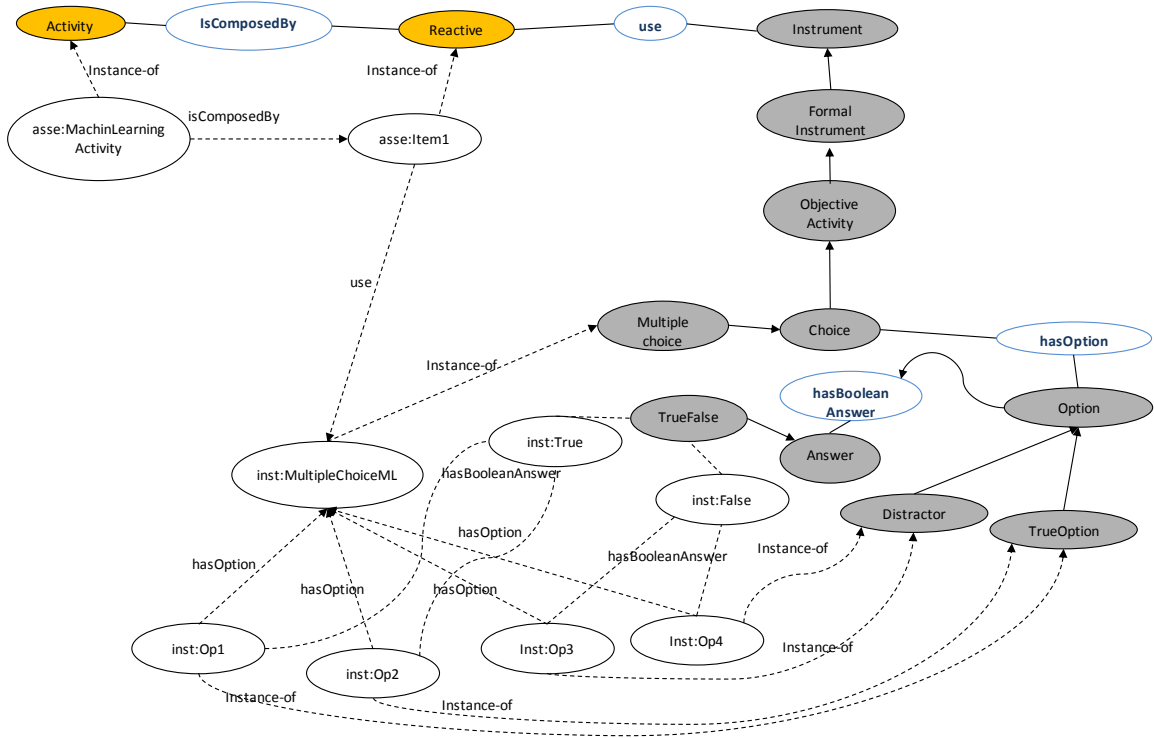 Activity
IsComposedBy
Reactive
use
Instrument
Instance-of
Instance-of
Formal
Instrument
isComposedBy
asse:MachinLearning
Activity
asse:Item1
Objective
Activity
use
Multiple
choice
Choice
hasOption
Instance-of
hasBoolean
Answer
Option
TrueFalse
inst:True
Answer
inst:MultipleChoiceML
hasBooleanAnswer
inst:False
Distractor
TrueOption
hasOption
Instance-of
hasBooleanAnswer
hasOption
hasOption
hasOption
inst:Op1
inst:Op2
Inst:Op3
Inst:Op4
Instance-of
Instance-of
Instance-of